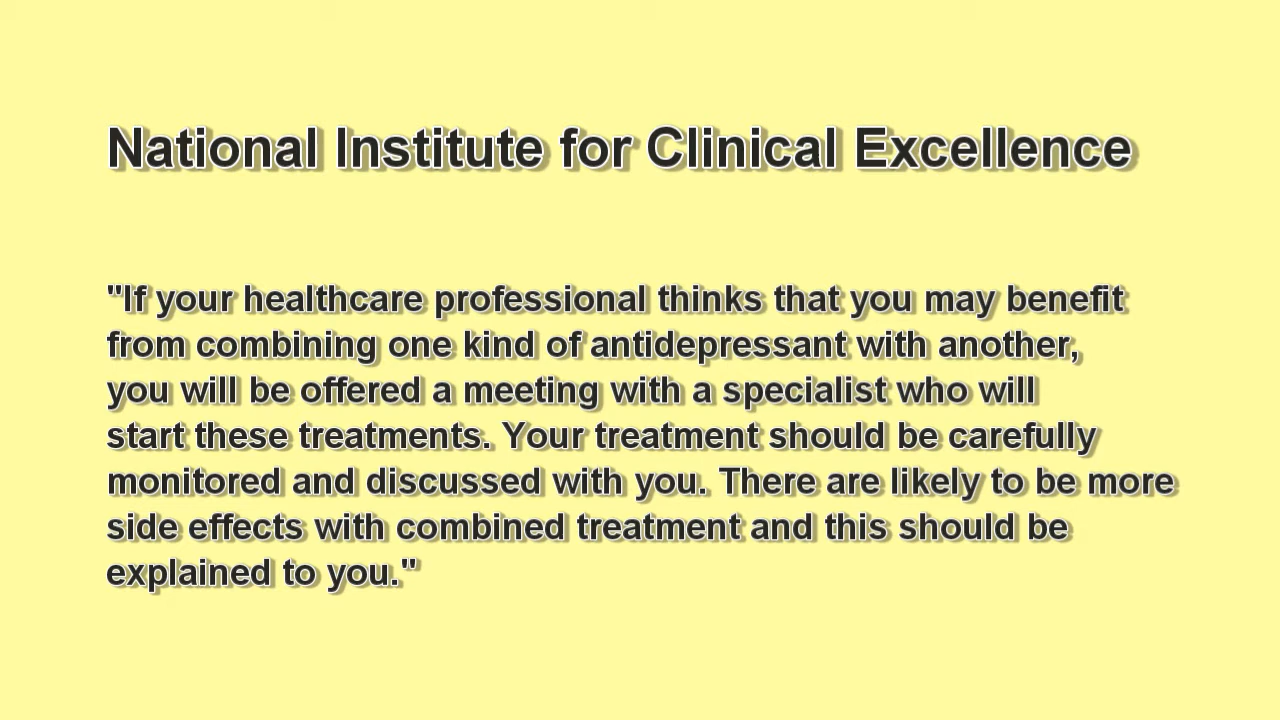 National Institute for Clinical Excellence
"If your healthcare professional thinks that you may benefit
from combining one kind of antidepressant with another,
you will be offered a meeting with a specialist who will
start these treatments. Your treatment should be carefully
monitored and discussed with you. There are likely to be more
side effects with combined treatment and this should be
explained to you."